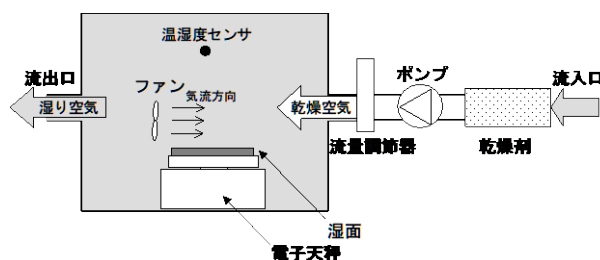 温湿度センサ
流出口
ファン
気流方向
湿り空気
乾燥空気
ポンプ
流入口
流量調節器
乾燥剤
湿面
電子天秤